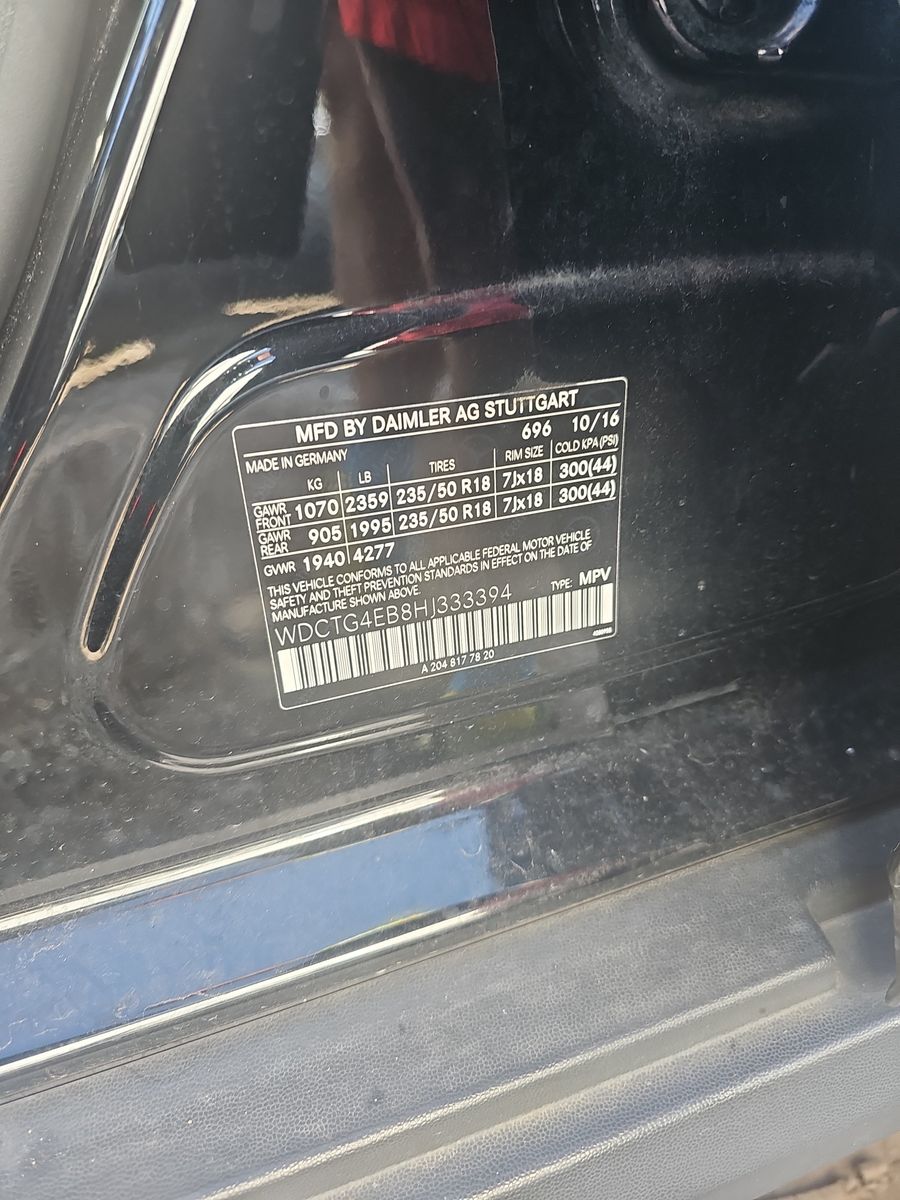 MFD BY DAIMLER AG STUTTGART
MADE IN GERMANY 696 10/16
KG LB TIRES RIM SIZE COLD KPA (PSI)
GAWR FRONT 1070 2359 235/50 R18 7Jx18 300(44)
GAWR REAR 905 1995 235/50 R18 7Jx18 300(44)
GVWR 1940 4277
THIS VEHICLE CONFORMS TO ALL APPLICABLE FEDERAL MOTOR VEHICLE
SAFETY AND THEFT PREVENTION STANDARDS IN EFFECT ON THE DATE OF
MANUFACTURE SHOWN ABOVE.
TYPE: MPV
WDCTG4EB8HJ333394
A 204 817 78 20